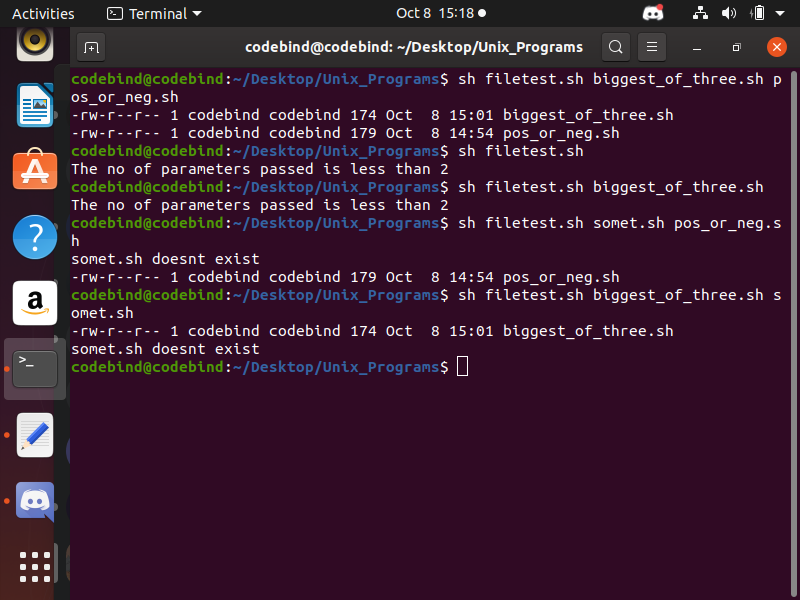 Activities Terminal Oct 8 15:18
codebind@codebind: ~/Desktop/Unix_Programs
codebind@codebind:~/Desktop/Unix_Programs$ sh filetest.sh biggest_of_three.sh p
os_or_neg.sh
-rw-r--r-- 1 codebind codebind 174 Oct  8 15:01 biggest_of_three.sh
-rw-r--r-- 1 codebind codebind 179 Oct  8 14:54 pos_or_neg.sh
codebind@codebind:~/Desktop/Unix_Programs$ sh filetest.sh
The no of parameters passed is less than 2
codebind@codebind:~/Desktop/Unix_Programs$ sh filetest.sh biggest_of_three.sh
The no of parameters passed is less than 2
codebind@codebind:~/Desktop/Unix_Programs$ sh filetest.sh somet.sh pos_or_neg.s
h
somet.sh doesnt exist
-rw-r--r-- 1 codebind codebind 179 Oct  8 14:54 pos_or_neg.sh
codebind@codebind:~/Desktop/Unix_Programs$ sh filetest.sh biggest_of_three.sh s
omet.sh
-rw-r--r-- 1 codebind codebind 174 Oct  8 15:01 biggest_of_three.sh
somet.sh doesnt exist
codebind@codebind:~/Desktop/Unix_Programs$